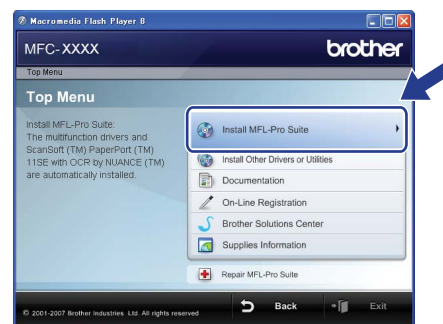 Macromedia Flash Player 8
MFC-XXXX
brother
Top Menu
Top Menu
Install MFL-Pro Suite:
The multifunction drivers and
ScanSoft (TM) PaperPort (TM)
11SE with OCR by NUANCE (TM)
are automatically installed.
Install MFL-Pro Suite
Install Other Drivers or Utilities
Documentation
On-Line Registration
Brother Solutions Center
Supplies Information
Repair MFL-Pro Suite
© 2001-2007 Brother Industries Ltd. All rights reserved
Back
Exit